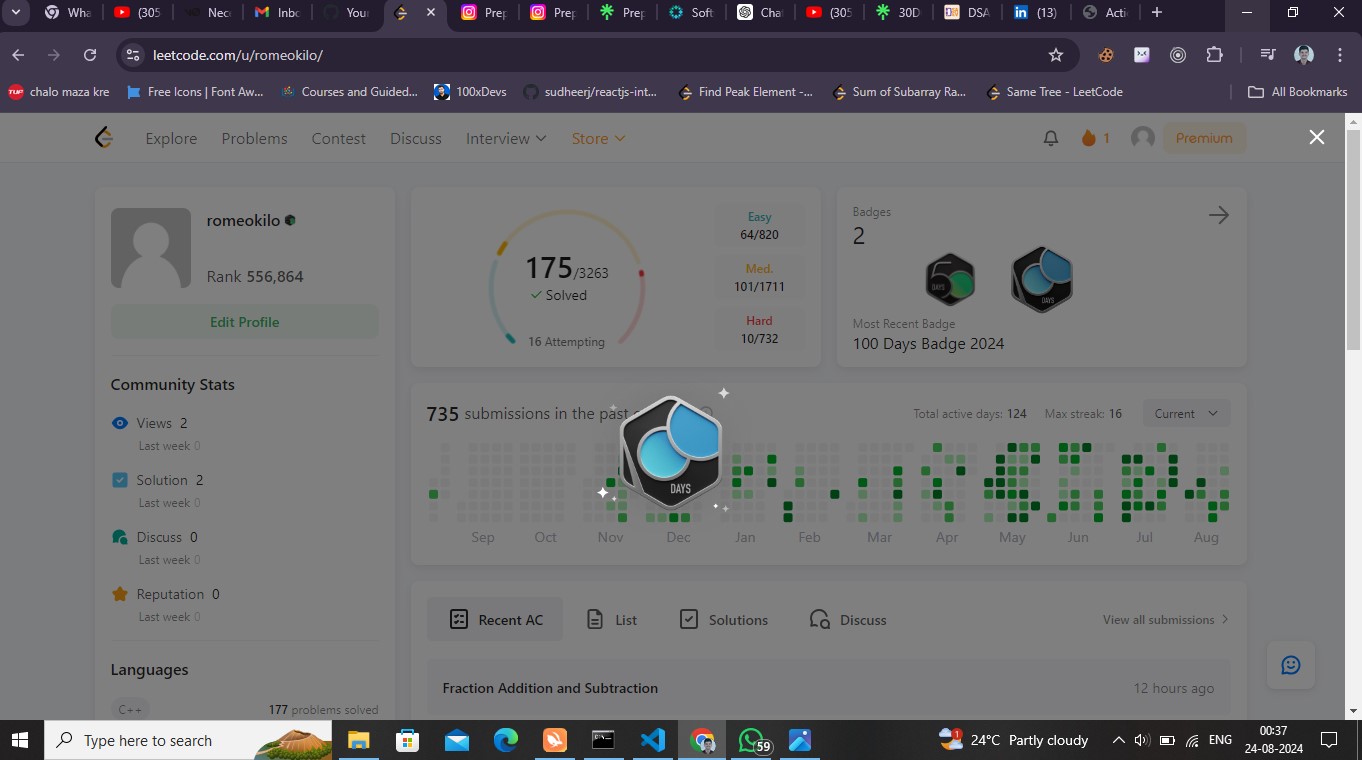 Wha (305 Necc Inbo Your Prep Prep Prep Soft Chat (305 30D DSA (13) Acti
leetcode.com/u/romeokilo/
TUF chalo maza kre Free Icons | Font Aw... Courses and Guided... 100xDevs sudheerj/reactjs-int... Find Peak Element -... Sum of Subarray Ra... Same Tree - LeetCode All Bookmarks
Explore Problems Contest Discuss Interview Store 1 Premium
romeokilo
Rank 556,864
Edit Profile
Community Stats
Views 2
Last week 0
Solution 2
Last week 0
Discuss 0
Last week 0
Reputation 0
Last week 0
Languages
C++ 177 problems solved
175/3263
Solved
16 Attempting
Easy
64/820
Med.
101/1711
Hard
10/732
Badges
2
50 DAYS
DAYS
Most Recent Badge
100 Days Badge 2024
735 submissions in the past
Total active days: 124 Max streak: 16 Current
DAYS
Sep Oct Nov Dec Jan Feb Mar Apr May Jun Jul Aug
Recent AC List Solutions Discuss View all submissions
Fraction Addition and Subtraction 12 hours ago
Type here to search 59 1 24°C Partly cloudy ENG 00:37
24-08-2024